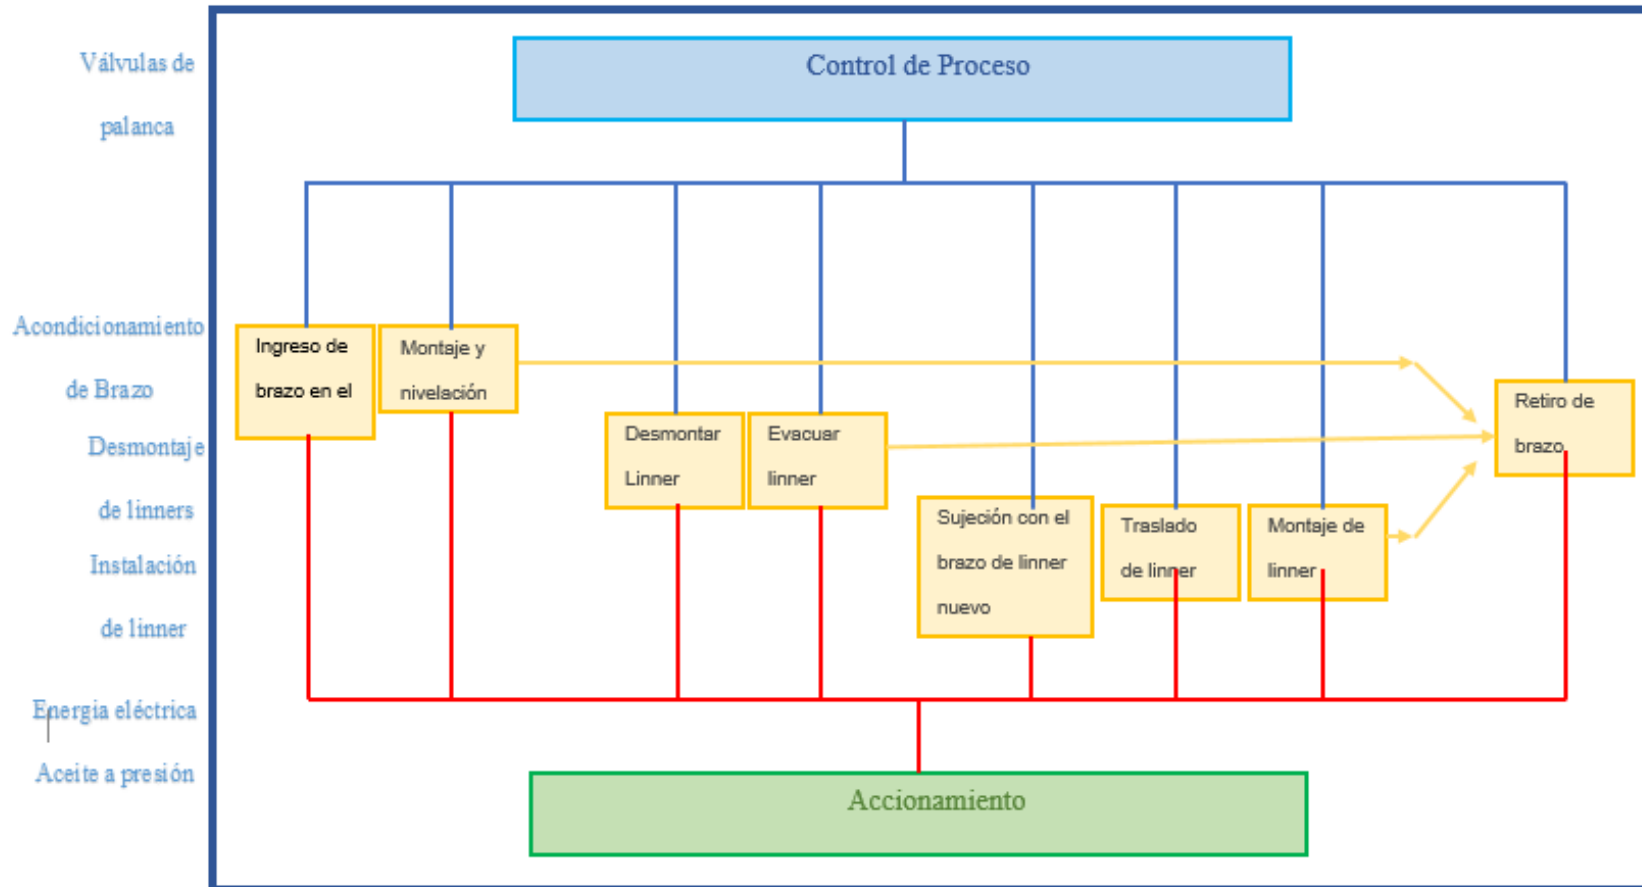 Válvulas de
palanca
Control de Proceso
Acondicionamiento
de Brazo
Desmontaje
de linners
Instalación
de linner
Energia eléctrica
Aceite a presión
Ingreso de
brazo en el
Montaje y
nivelación
Desmontar
Linner
Evacuar
linner
Sujeción con el
brazo de linner
nuevo
Traslado
de linner
Montaje de
linner
Retiro de
brazo
Accionamiento